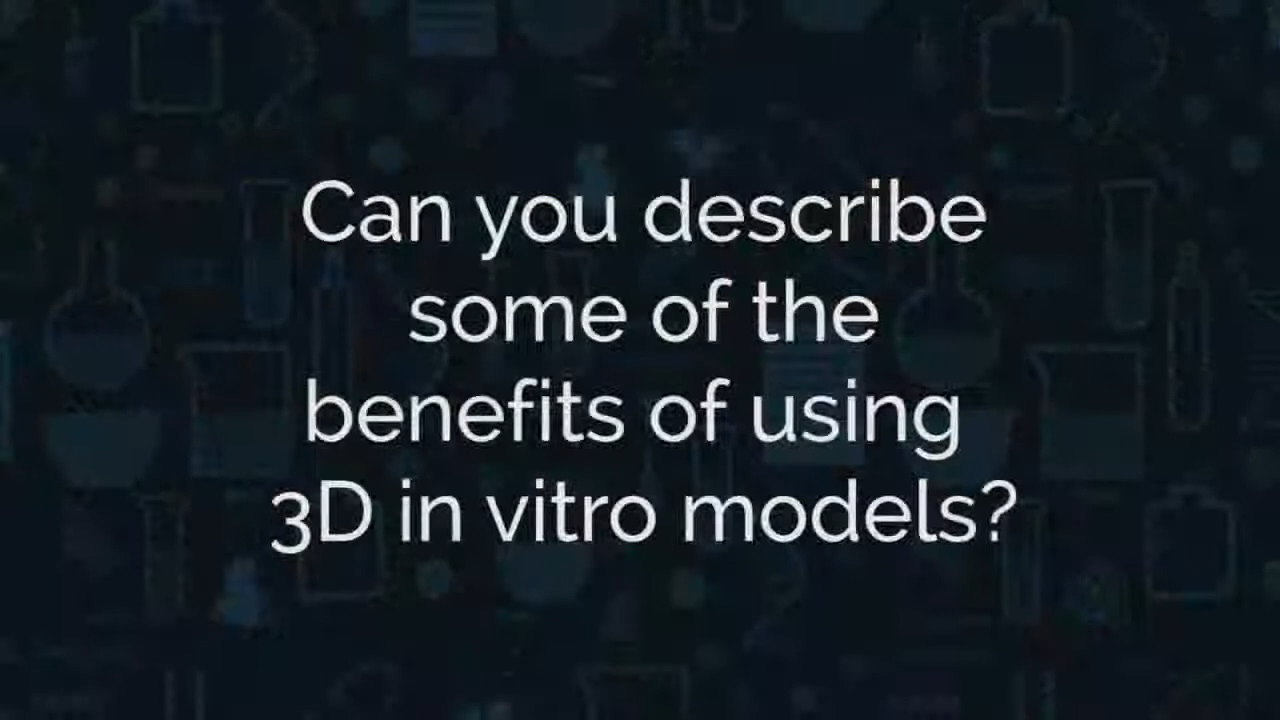 Can you describe
some of the
benefits of using
3D in vitro models?